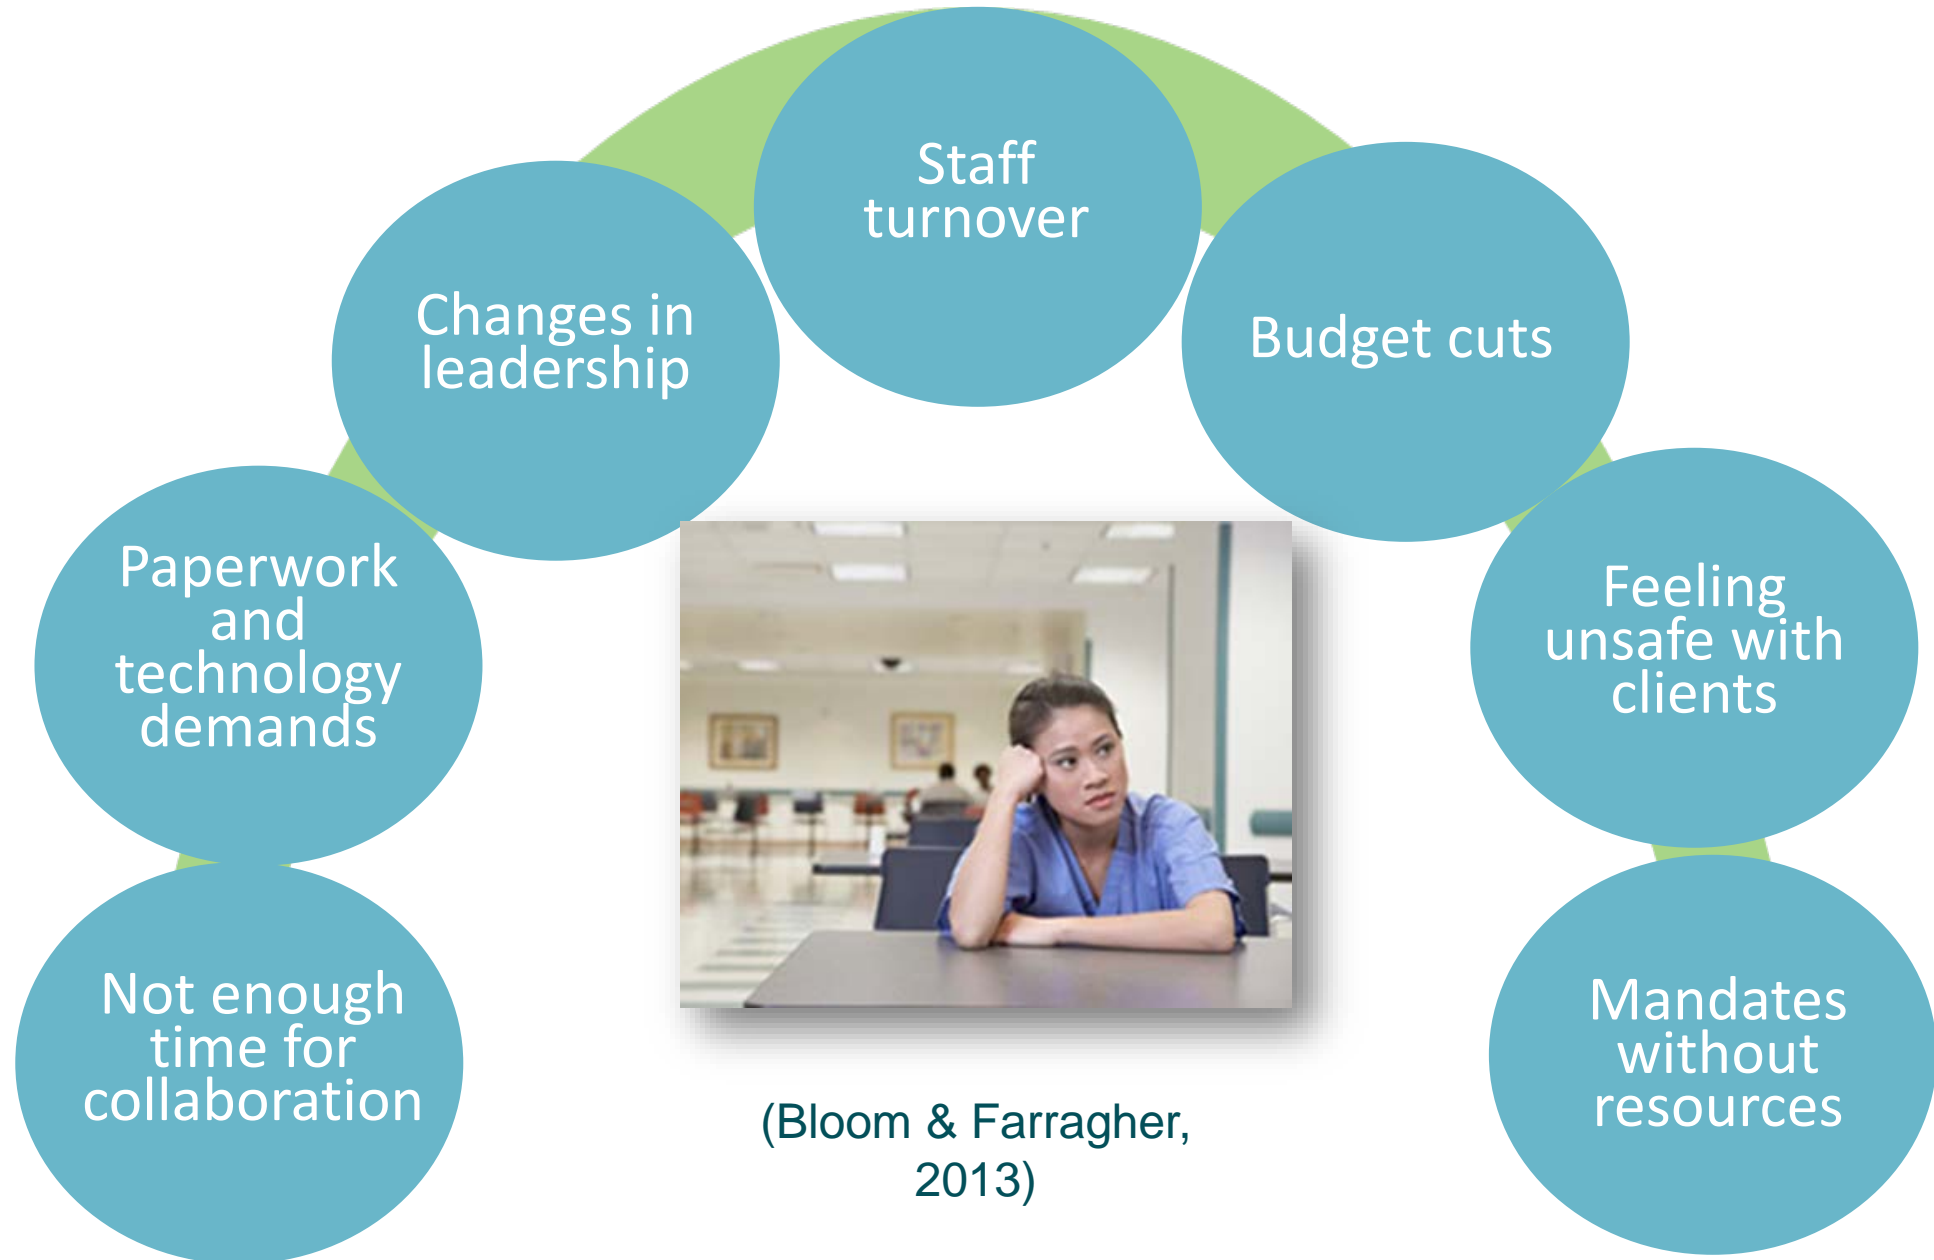 Staff
turnover
Changes in
leadership
Budget cuts
Paperwork
and
technology
demands
Feeling
unsafe with
clients
Not enough
time for
collaboration
Mandates
without
resources
(Bloom & Farragher,
2013)